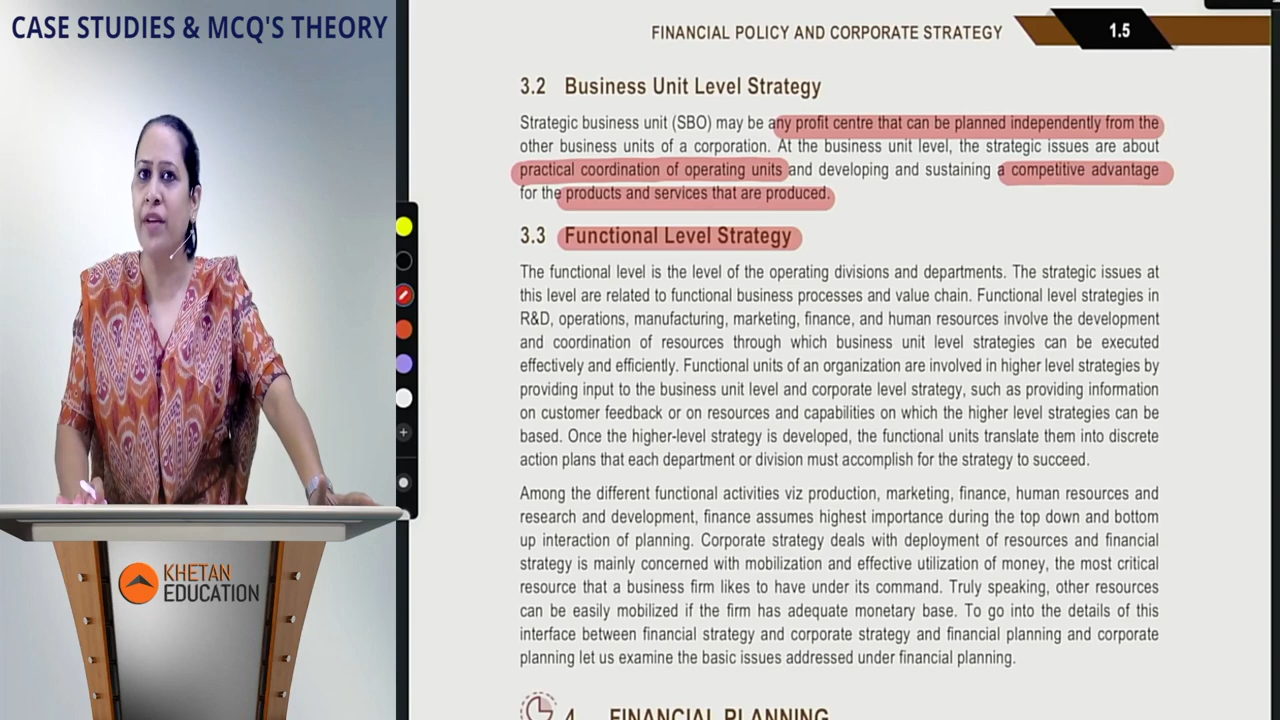 CASE STUDIES & MCQ'S THEORY
FINANCIAL POLICY AND CORPORATE STRATEGY
1.5
3.2 Business Unit Level Strategy
Strategic business unit (SBO) may be any profit centre that can be planned independently from the
other business units of a corporation. At the business unit level, the strategic issues are about
practical coordination of operating units and developing and sustaining a competitive advantage
for the products and services that are produced.
3.3 Functional Level Strategy
The functional level is the level of the operating divisions and departments. The strategic issues at
this level are related to functional business processes and value chain. Functional level strategies in
R&D, operations, manufacturing, marketing, finance, and human resources involve the development
and coordination of resources through which business unit level strategies can be executed
effectively and efficiently. Functional units of an organization are involved in higher level strategies by
providing input to the business unit level and corporate level strategy, such as providing information
on customer feedback or on resources and capabilities on which the higher level strategies can be
based. Once the higher-level strategy is developed, the functional units translate them into discrete
action plans that each department or division must accomplish for the strategy to succeed.
Among the different functional activities viz production, marketing, finance, human resources and
research and development, finance assumes highest importance during the top down and bottom
up interaction of planning. Corporate strategy deals with deployment of resources and financial
strategy is mainly concerned with mobilization and effective utilization of money, the most critical
resource that a business firm likes to have under its command. Truly speaking, other resources
can be easily mobilized if the firm has adequate monetary base. To go into the details of this
interface between financial strategy and corporate strategy and financial planning and corporate
planning let us examine the basic issues addressed under financial planning.
4 FINANCIAL PLANNING
KHETAN
EDUCATION